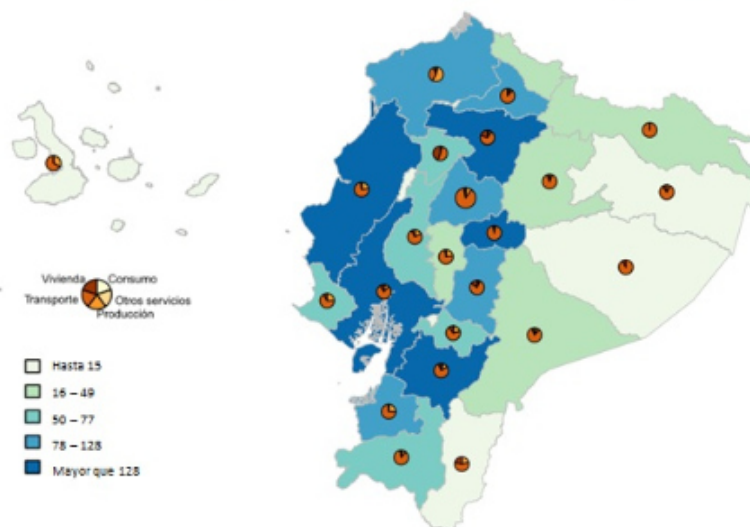 Vivienda Consumo
Transporte Otros servicios
Producción
Hasta 15
16 – 49
50 – 77
78 – 128
Mayor que 128